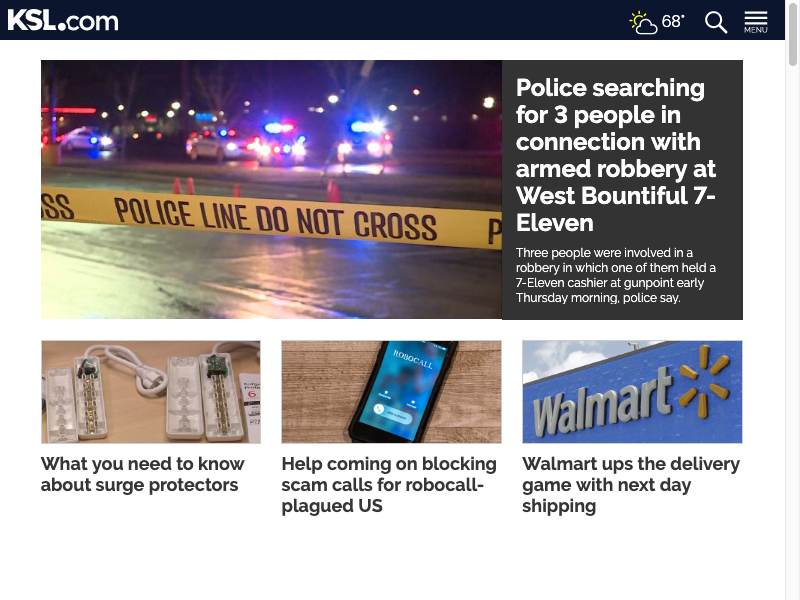 KSL.com
68°
MENU
SS
POLICE LINE DO NOT CROSS
P
Police searching
for 3 people in
connection with
armed robbery at
West Bountiful 7-
Eleven
Three people were involved in a
robbery in which one of them held a
7-Eleven cashier at gunpoint early
Thursday morning, police say.
6
ROBOCALL
Walmart
What you need to know
about surge protectors
Help coming on blocking
scam calls for robocall-
plagued US
Walmart ups the delivery
game with next day
shipping